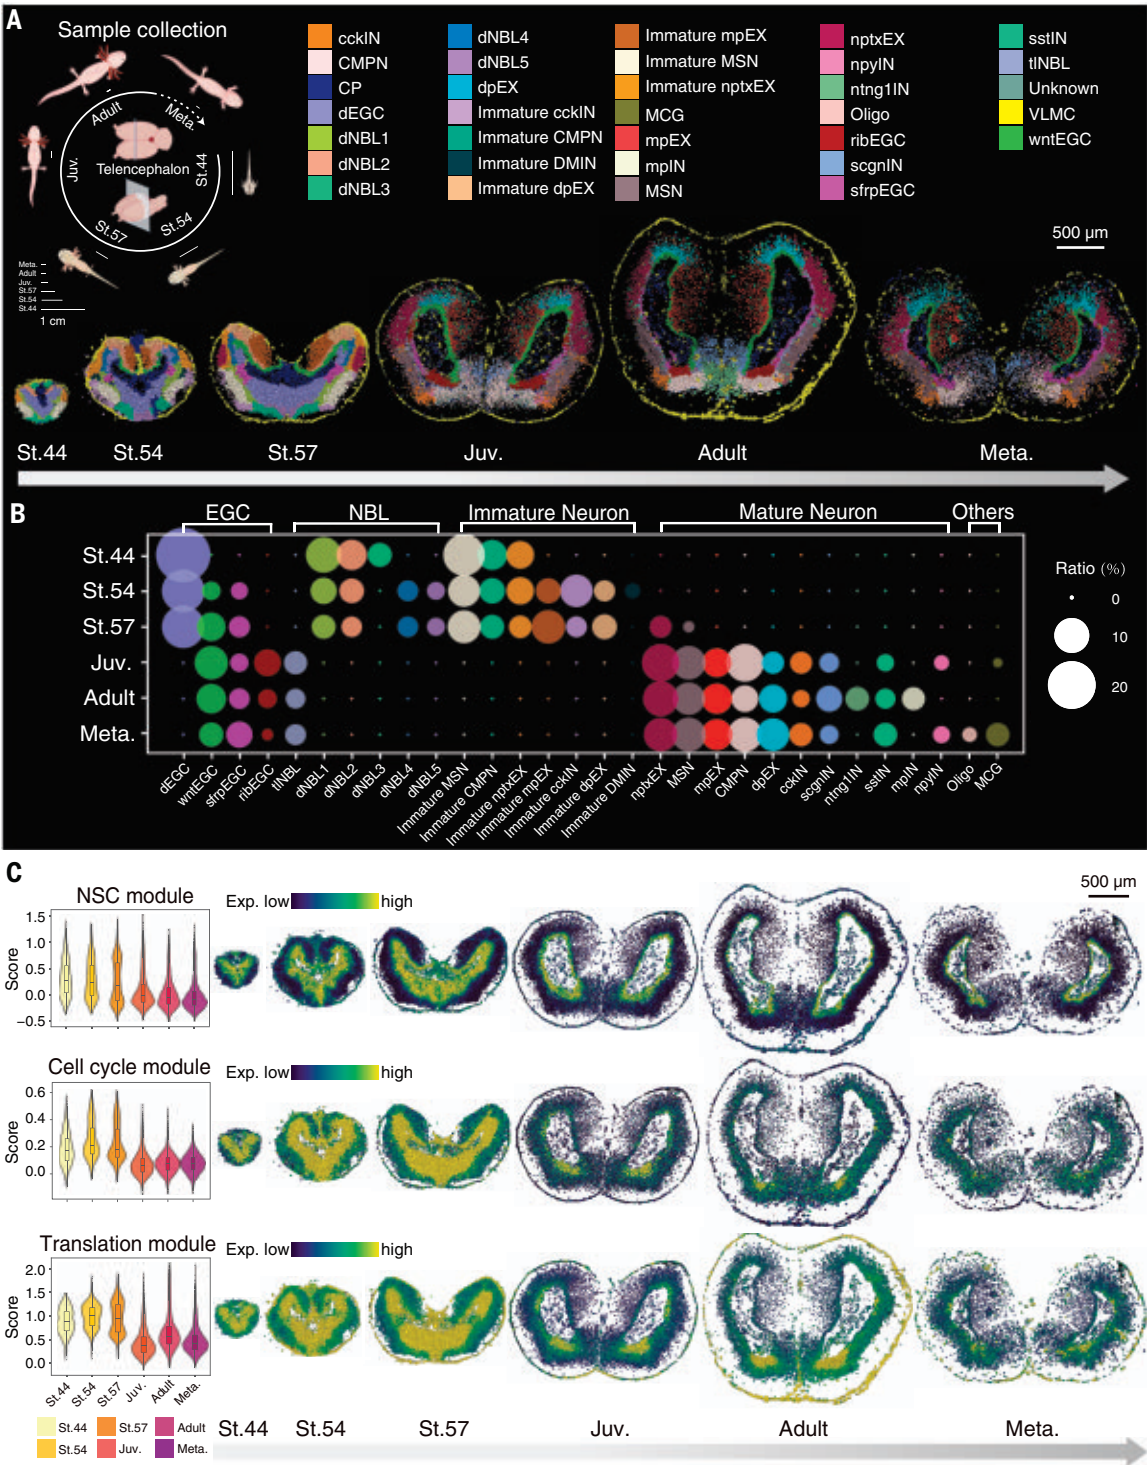 A
Sample collection
Adult
Meta.
Juv.
Telencephalon
St.44
St.57
St.54
Meta.
Adult
Juv.
St.57
St.54
St.44
1 cm
cckIN
CMPN
CP
dEGC
dNBL1
dNBL2
dNBL3
dNBL4
dNBL5
dpEX
Immature cckIN
Immature CMPN
Immature DMIN
Immature dpEX
Immature mpEX
Immature MSN
Immature nptxEX
MCG
mpEX
mpIN
MSN
nptxEX
npyIN
ntng1IN
Oligo
ribEGC
scgnIN
sfrpEGC
sstIN
tlNBL
Unknown
VLMC
wntEGC
500 µm
St.44 St.54 St.57 Juv. Adult Meta.
B
EGC NBL Immature Neuron Mature Neuron Others
St.44
St.54
St.57
Juv.
Adult
Meta.
Ratio (%)
0
10
20
dEGC wntEGC sfrpEGC ribEGC tlNBL dNBL1 dNBL2 dNBL3 dNBL4 dNBL5 Immature MSN Immature CMPN Immature nptxEX Immature mpEX Immature cckIN Immature dpEX Immature DMIN nptxEX MSN mpEX CMPN dpEX cckIN scgnIN ntng1IN sstIN mpIN npyIN Oligo MCG
C
NSC module
Exp. low high
500 µm
Score
1.5
1.0
0.5
0.0
−0.5
Cell cycle module
Exp. low high
Score
0.6
0.4
0.2
0.0
Translation module
Exp. low high
Score
2.0
1.5
1.0
0.5
0.0
St.44 St.54 St.57 Juv. Adult Meta.
St.44 St.57 Adult
St.54 Juv. Meta.
St.44 St.54 St.57 Juv. Adult Meta.